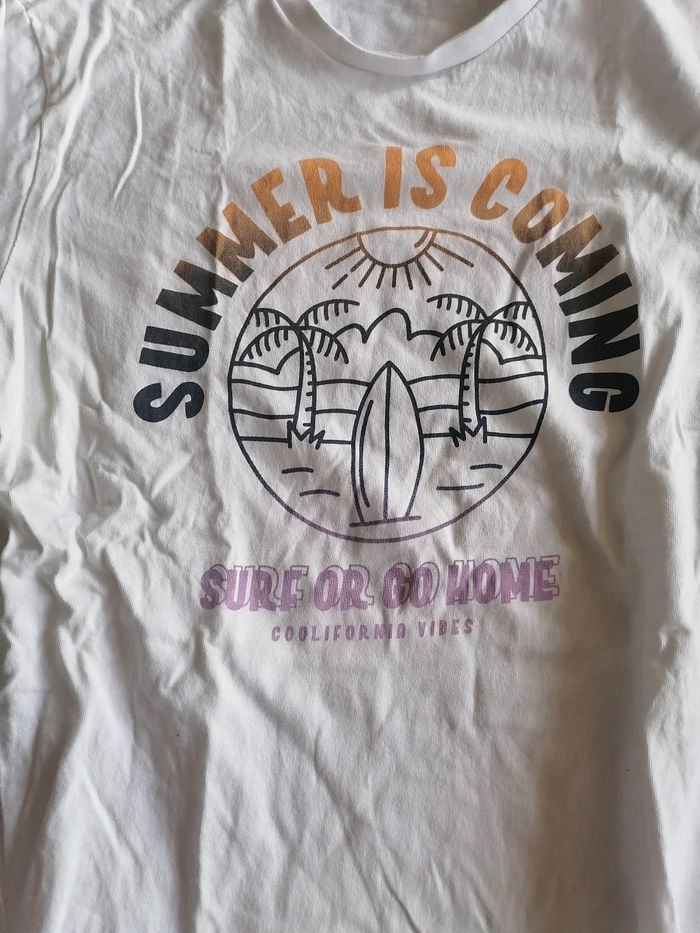 SUMMER IS COMING
SURF OR GO HOME
COOLIFORNIA VIBES